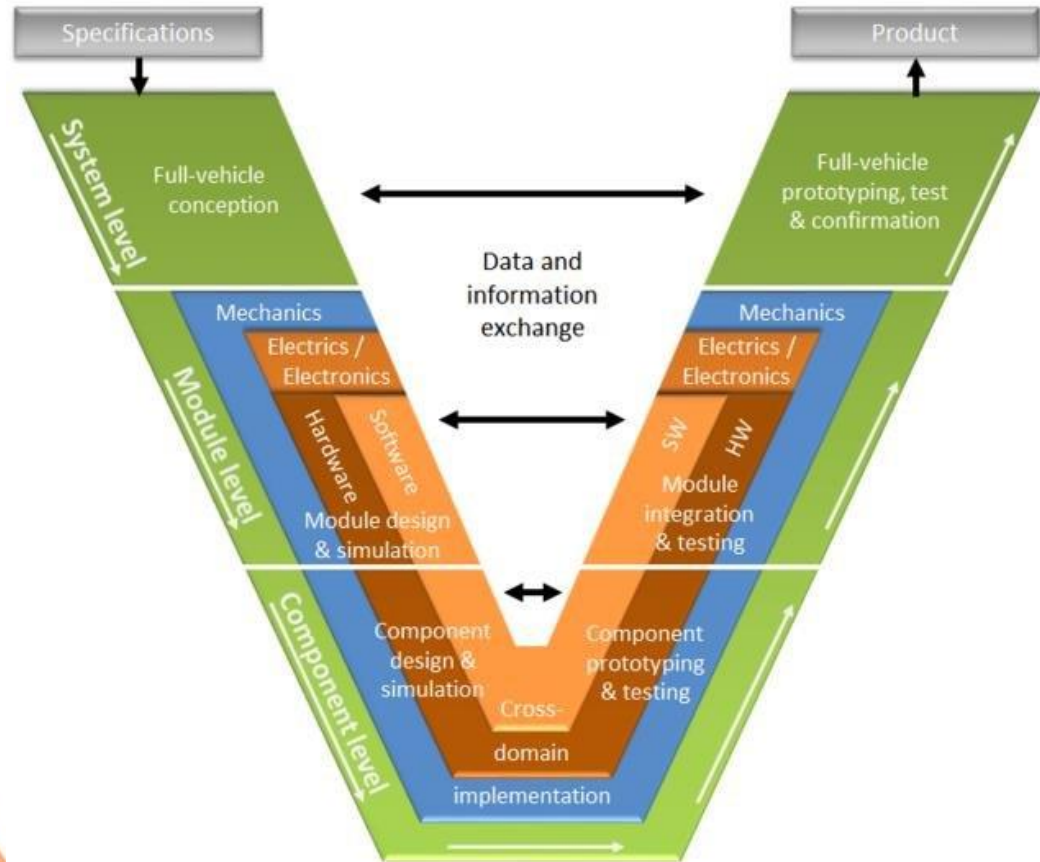 Specifications
Product
System level
Full-vehicle
conception
Full-vehicle
prototyping, test
& confirmation
Data and
information
exchange
Mechanics
Mechanics
Electrics /
Electronics
Electrics /
Electronics
Module level
Hardware
Software
SW
HW
Module design
& simulation
Module
integration
& testing
Component level
Component
design &
simulation
Component
prototyping
& testing
Cross-
domain
implementation